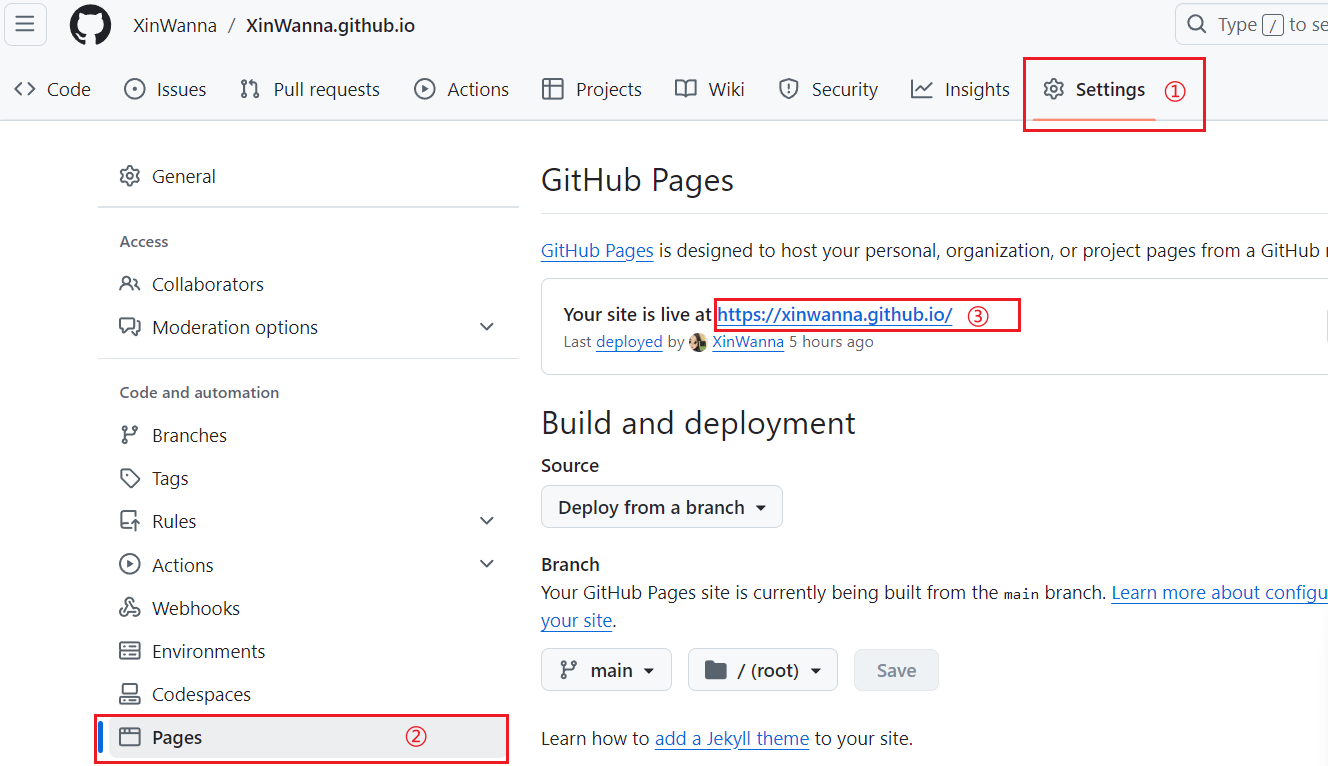 XinWanna / XinWanna.github.io
Type / to se
Code Issues Pull requests Actions Projects Wiki Security Insights Settings ①
General
Access
Collaborators
Moderation options
Code and automation
Branches
Tags
Rules
Actions
Webhooks
Environments
Codespaces
Pages ②
GitHub Pages
GitHub Pages is designed to host your personal, organization, or project pages from a GitHub
Your site is live at https://xinwanna.github.io/ ③
Last deployed by XinWanna 5 hours ago
Build and deployment
Source
Deploy from a branch
Branch
Your GitHub Pages site is currently being built from the main branch. Learn more about configu
your site.
main / (root) Save
Learn how to add a Jekyll theme to your site.